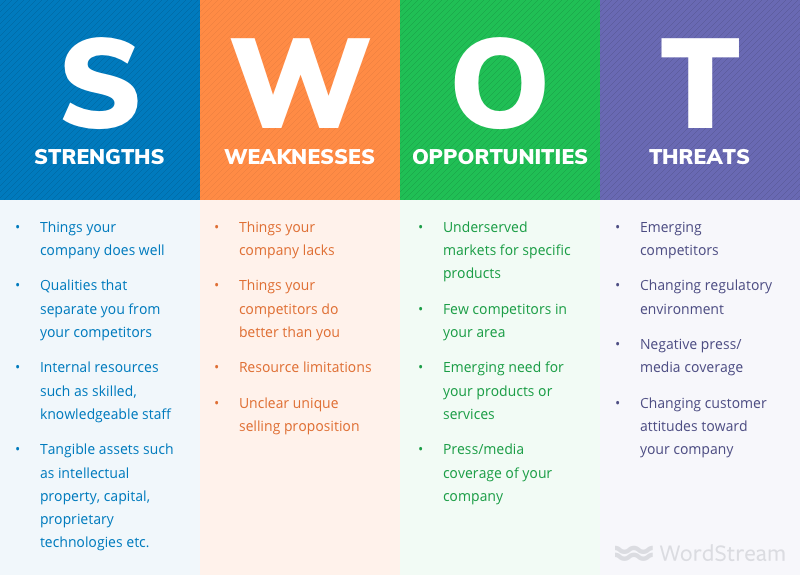 S
STRENGTHS
• Things your
company does well
• Qualities that
separate you from
your competitors
• Internal resources
such as skilled,
knowledgeable staff
• Tangible assets such
as intellectual
property, capital,
proprietary
technologies etc.
W
WEAKNESSES
• Things your
company lacks
• Things your
competitors do
better than you
• Resource limitations
• Unclear unique
selling proposition
O
OPPORTUNITIES
• Underserved
markets for specific
products
• Few competitors in
your area
• Emerging need for
your products or
services
• Press/media
coverage of your
company
T
THREATS
• Emerging
competitors
• Changing regulatory
environment
• Negative press/
media coverage
• Changing customer
attitudes toward
your company
WordStream